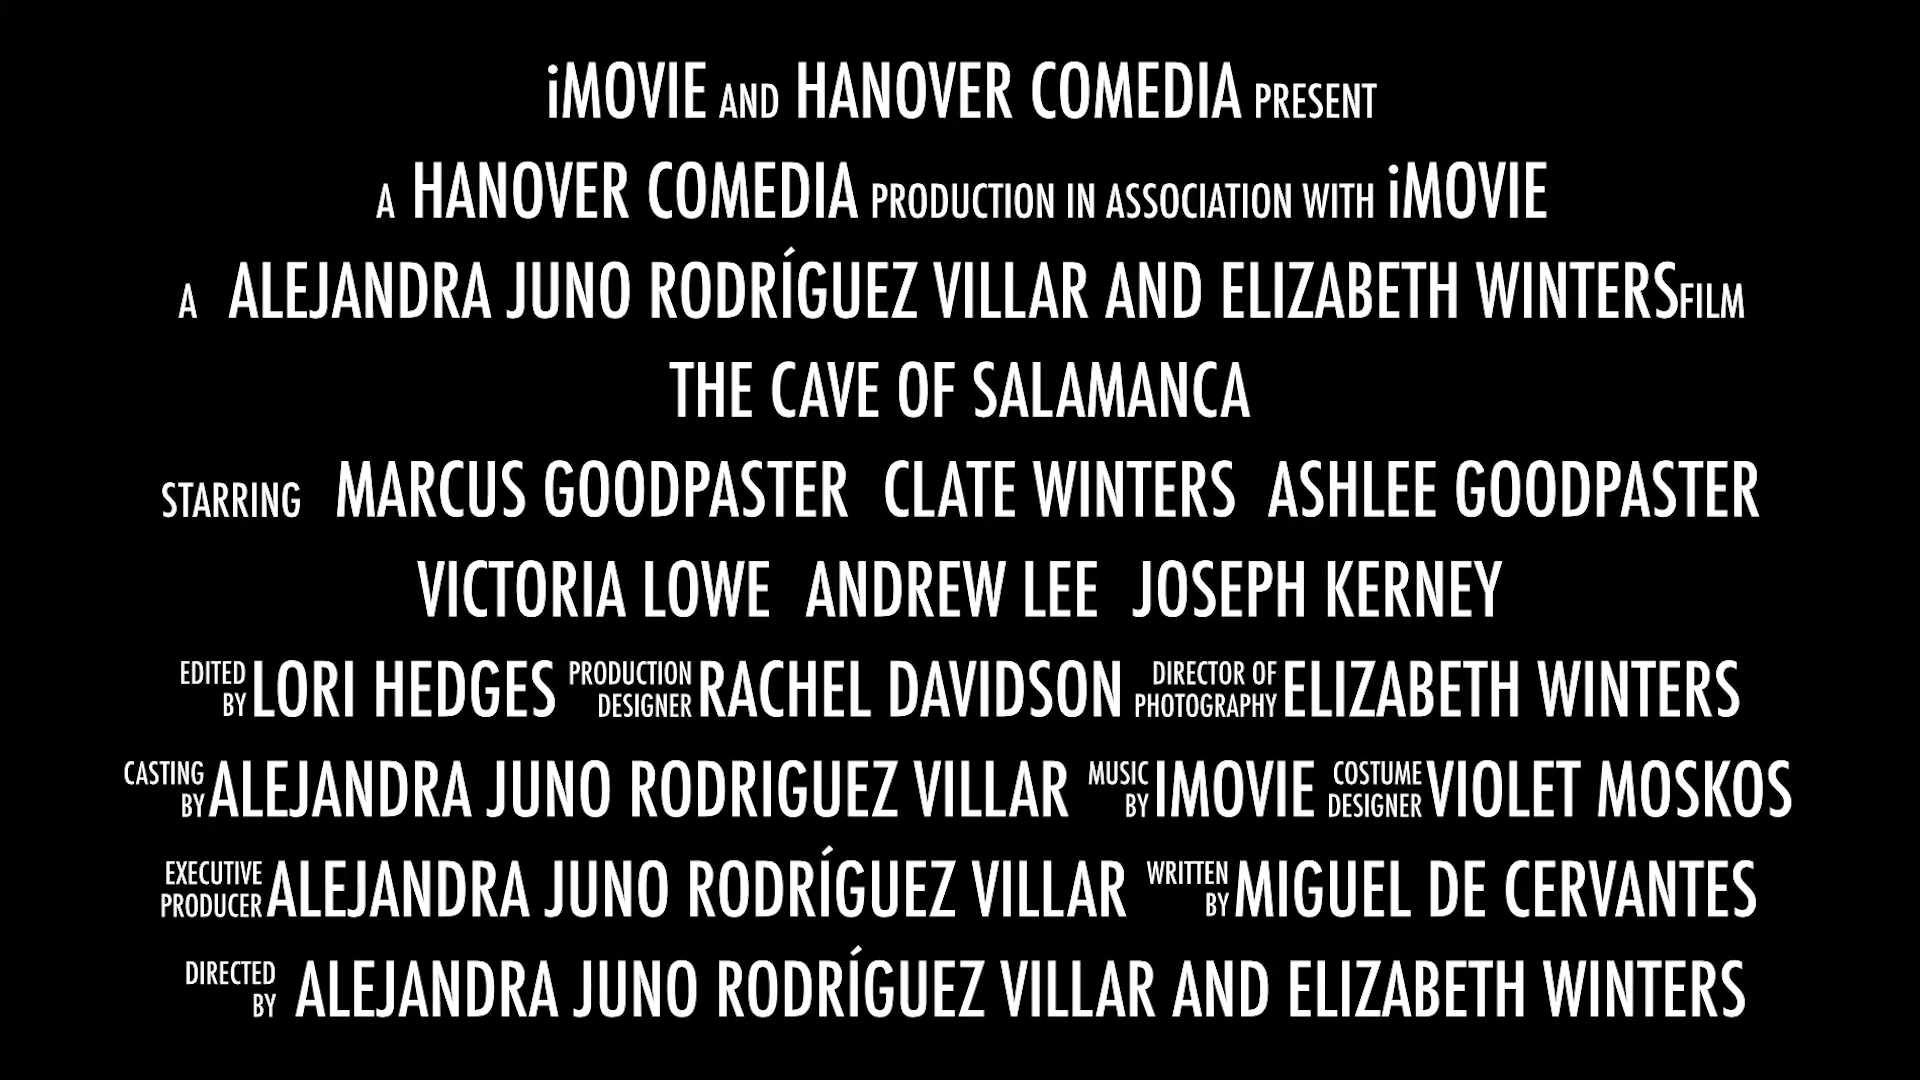 iMOVIE AND HANOVER COMEDIA PRESENT
A HANOVER COMEDIA PRODUCTION IN ASSOCIATION WITH iMOVIE
A ALEJANDRA JUNO RODRÍGUEZ VILLAR AND ELIZABETH WINTERSFILM
THE CAVE OF SALAMANCA
STARRING MARCUS GOODPASTER CLATE WINTERS ASHLEE GOODPASTER
VICTORIA LOWE ANDREW LEE JOSEPH KERNEY
EDITED BY LORI HEDGES PRODUCTION DESIGNER RACHEL DAVIDSON DIRECTOR OF PHOTOGRAPHY ELIZABETH WINTERS
CASTING BY ALEJANDRA JUNO RODRIGUEZ VILLAR MUSIC BY IMOVIE COSTUME DESIGNER VIOLET MOSKOS
EXECUTIVE PRODUCER ALEJANDRA JUNO RODRÍGUEZ VILLAR WRITTEN BY MIGUEL DE CERVANTES
DIRECTED BY ALEJANDRA JUNO RODRÍGUEZ VILLAR AND ELIZABETH WINTERS